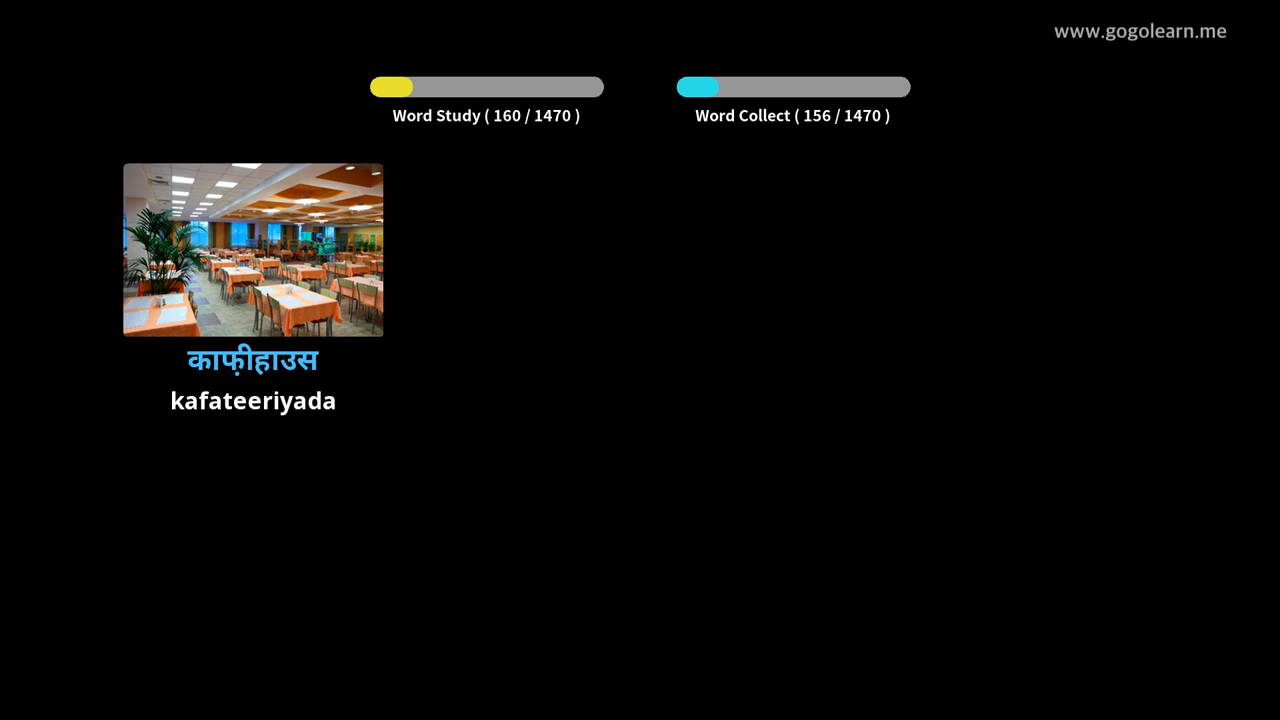 www.gogolearn.me
Word Study ( 160 / 1470 )
Word Collect ( 156 / 1470 )
काफ़ीहाउस
kafateeriyada